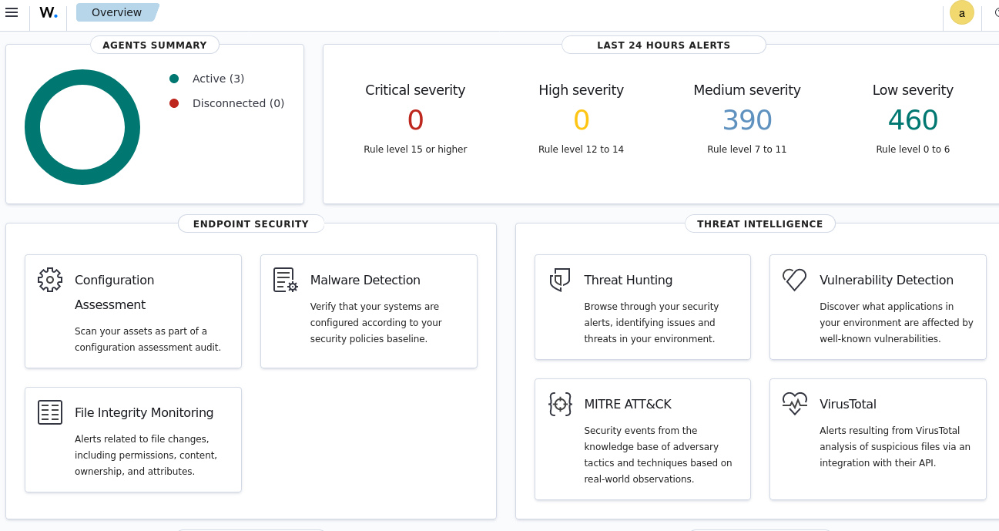 W. Overview a
AGENTS SUMMARY
Active (3)
Disconnected (0)
LAST 24 HOURS ALERTS
Critical severity
0
Rule level 15 or higher
High severity
0
Rule level 12 to 14
Medium severity
390
Rule level 7 to 11
Low severity
460
Rule level 0 to 6
ENDPOINT SECURITY
Configuration
Assessment
Scan your assets as part of a
configuration assessment audit.
Malware Detection
Verify that your systems are
configured according to your
security policies baseline.
File Integrity Monitoring
Alerts related to file changes,
including permissions, content,
ownership, and attributes.
THREAT INTELLIGENCE
Threat Hunting
Browse through your security
alerts, identifying issues and
threats in your environment.
Vulnerability Detection
Discover what applications in
your environment are affected by
well-known vulnerabilities.
MITRE ATT&CK
Security events from the
knowledge base of adversary
tactics and techniques based on
real-world observations.
VirusTotal
Alerts resulting from VirusTotal
analysis of suspicious files via an
integration with their API.